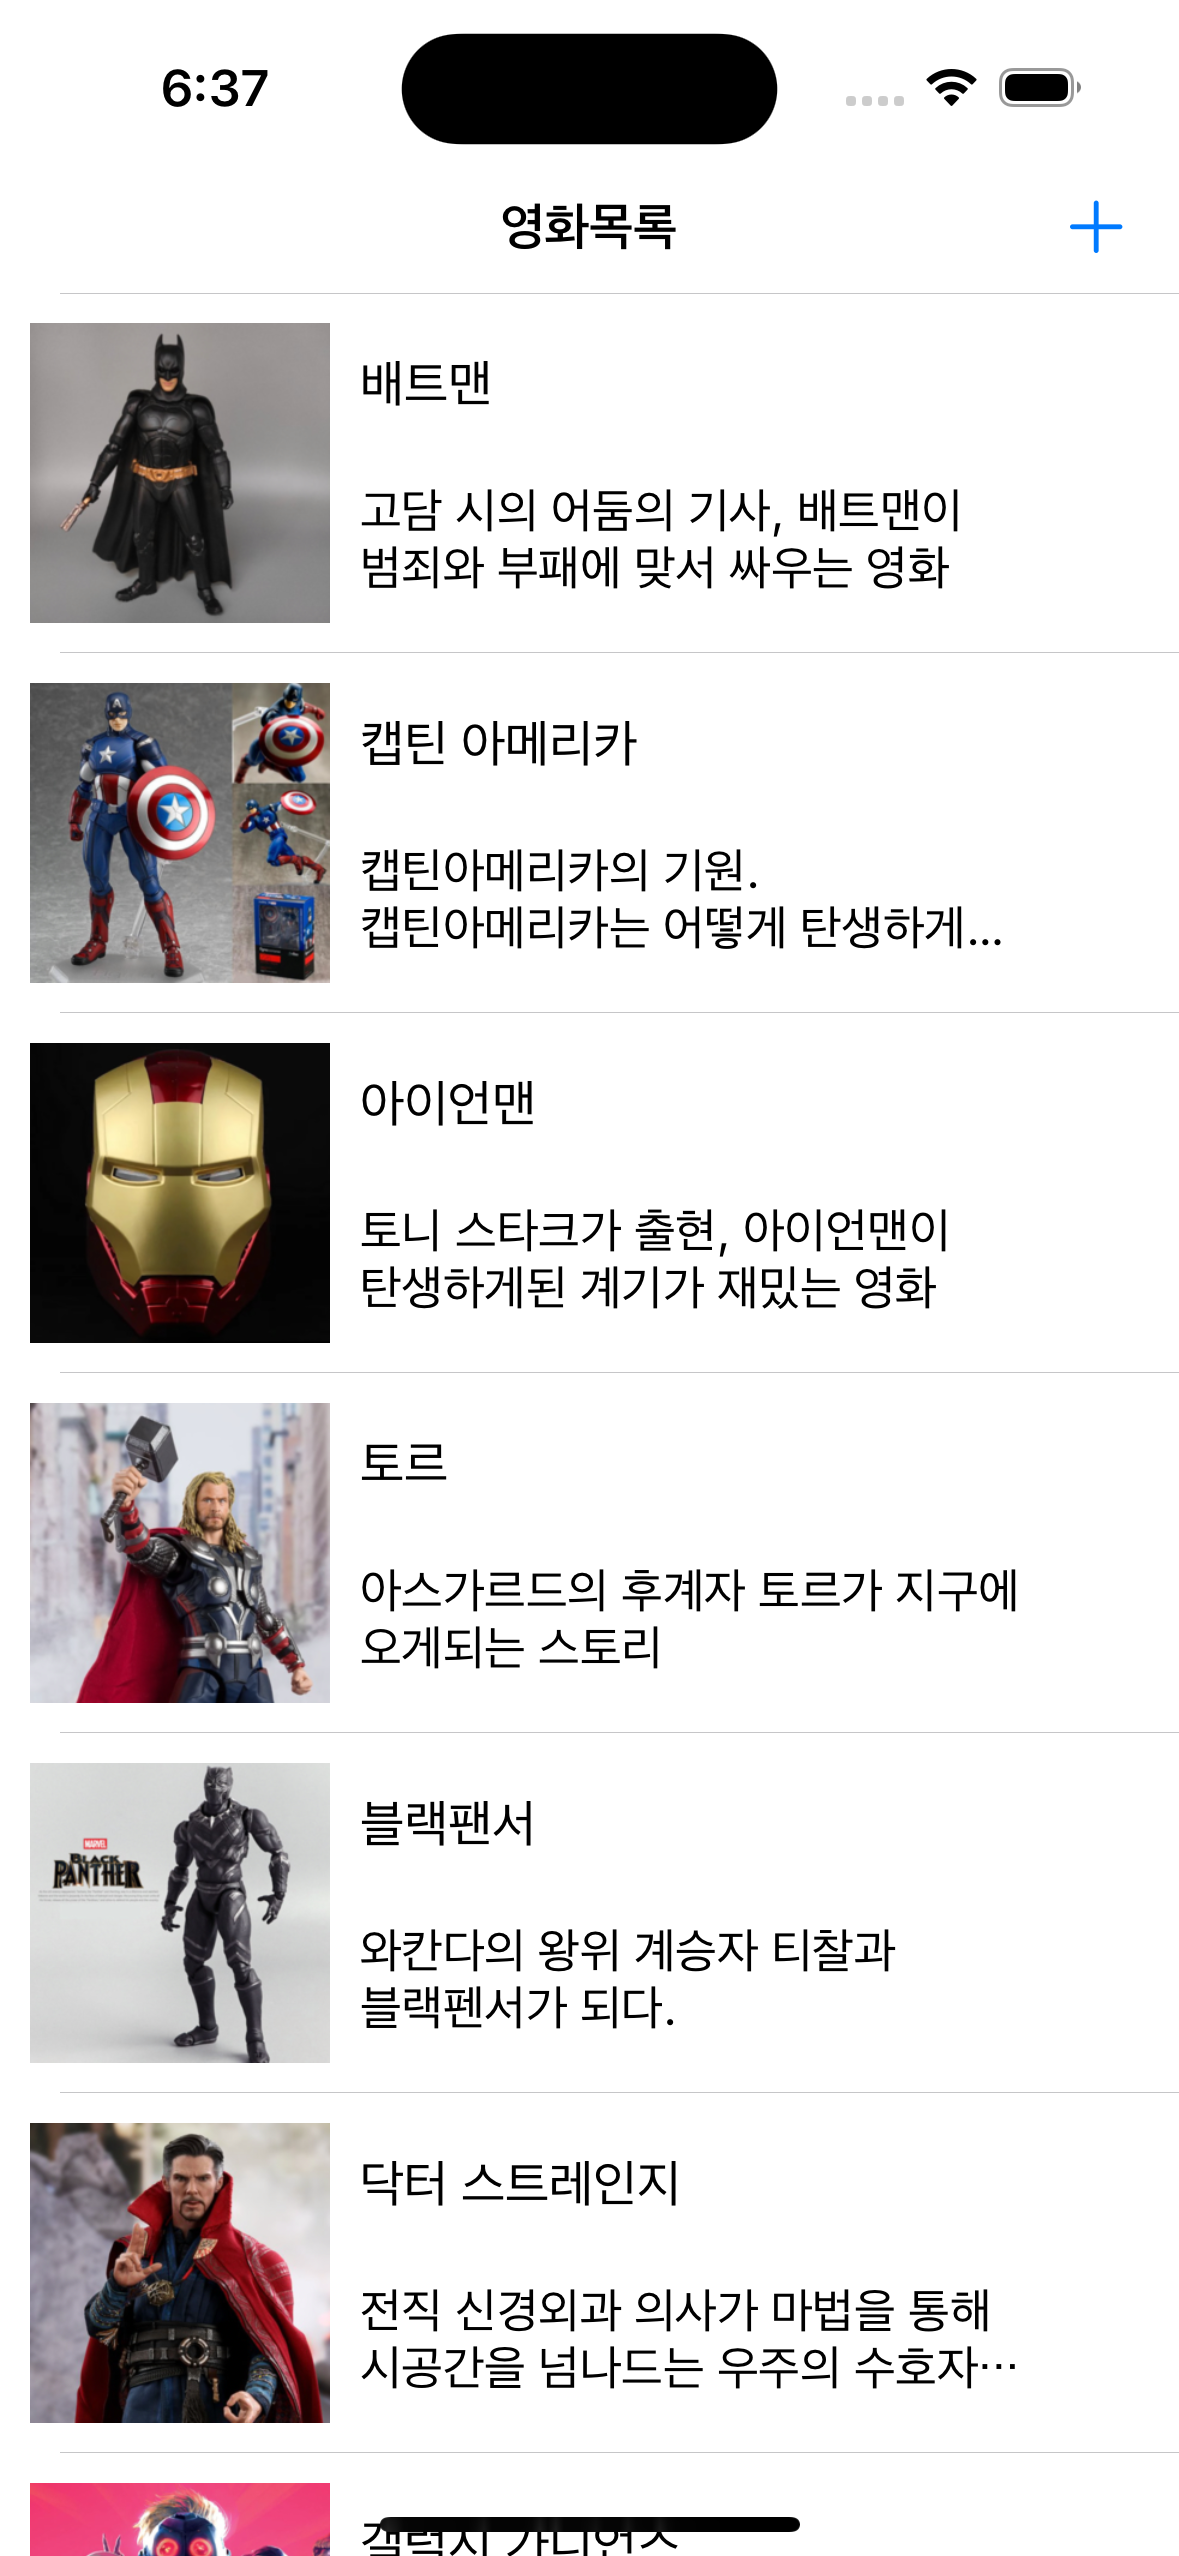 6:37
영화목록
배트맨
고담 시의 어둠의 기사, 배트맨이
범죄와 부패에 맞서 싸우는 영화
캡틴 아메리카
캡틴아메리카의 기원.
캡틴아메리카는 어떻게 탄생하게...
아이언맨
토니 스타크가 출현, 아이언맨이
탄생하게된 계기가 재밌는 영화
토르
아스가르드의 후계자 토르가 지구에
오게되는 스토리
MARVEL
BLACK
PANTHER
블랙팬서
와칸다의 왕위 계승자 티찰과
블랙펜서가 되다.
닥터 스트레인지
전직 신경외과 의사가 마법을 통해
시공간을 넘나드는 우주의 수호자…